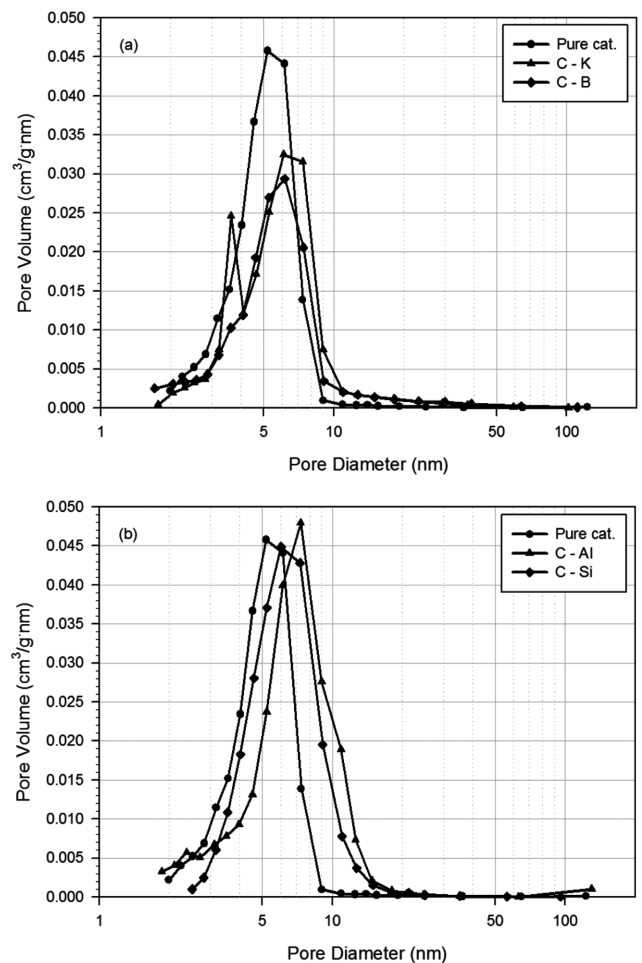 (a)
Pure cat.
C - K
C - B
Pore Volume (cm³/g·nm)
0.050
0.045
0.040
0.035
0.030
0.025
0.020
0.015
0.010
0.005
0.000
1 5 10 50 100
Pore Diameter (nm)
(b)
Pure cat.
C - Al
C - Si
Pore Volume (cm³/g·nm)
0.050
0.045
0.040
0.035
0.030
0.025
0.020
0.015
0.010
0.005
0.000
1 5 10 50 100
Pore Diameter (nm)